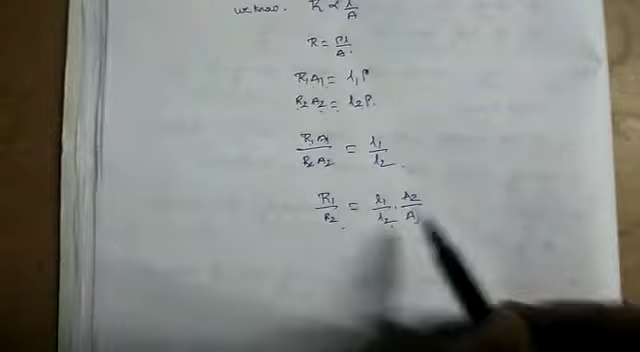 we know. R ∝ l/A
R = ρl/A.
R₁A₁ = l₁ρ
R₂A₂ = l₂ρ.
R₁A₁/R₂A₂ = l₁/l₂.
R₁/R₂. = l₁/l₂ . A₂/A₁